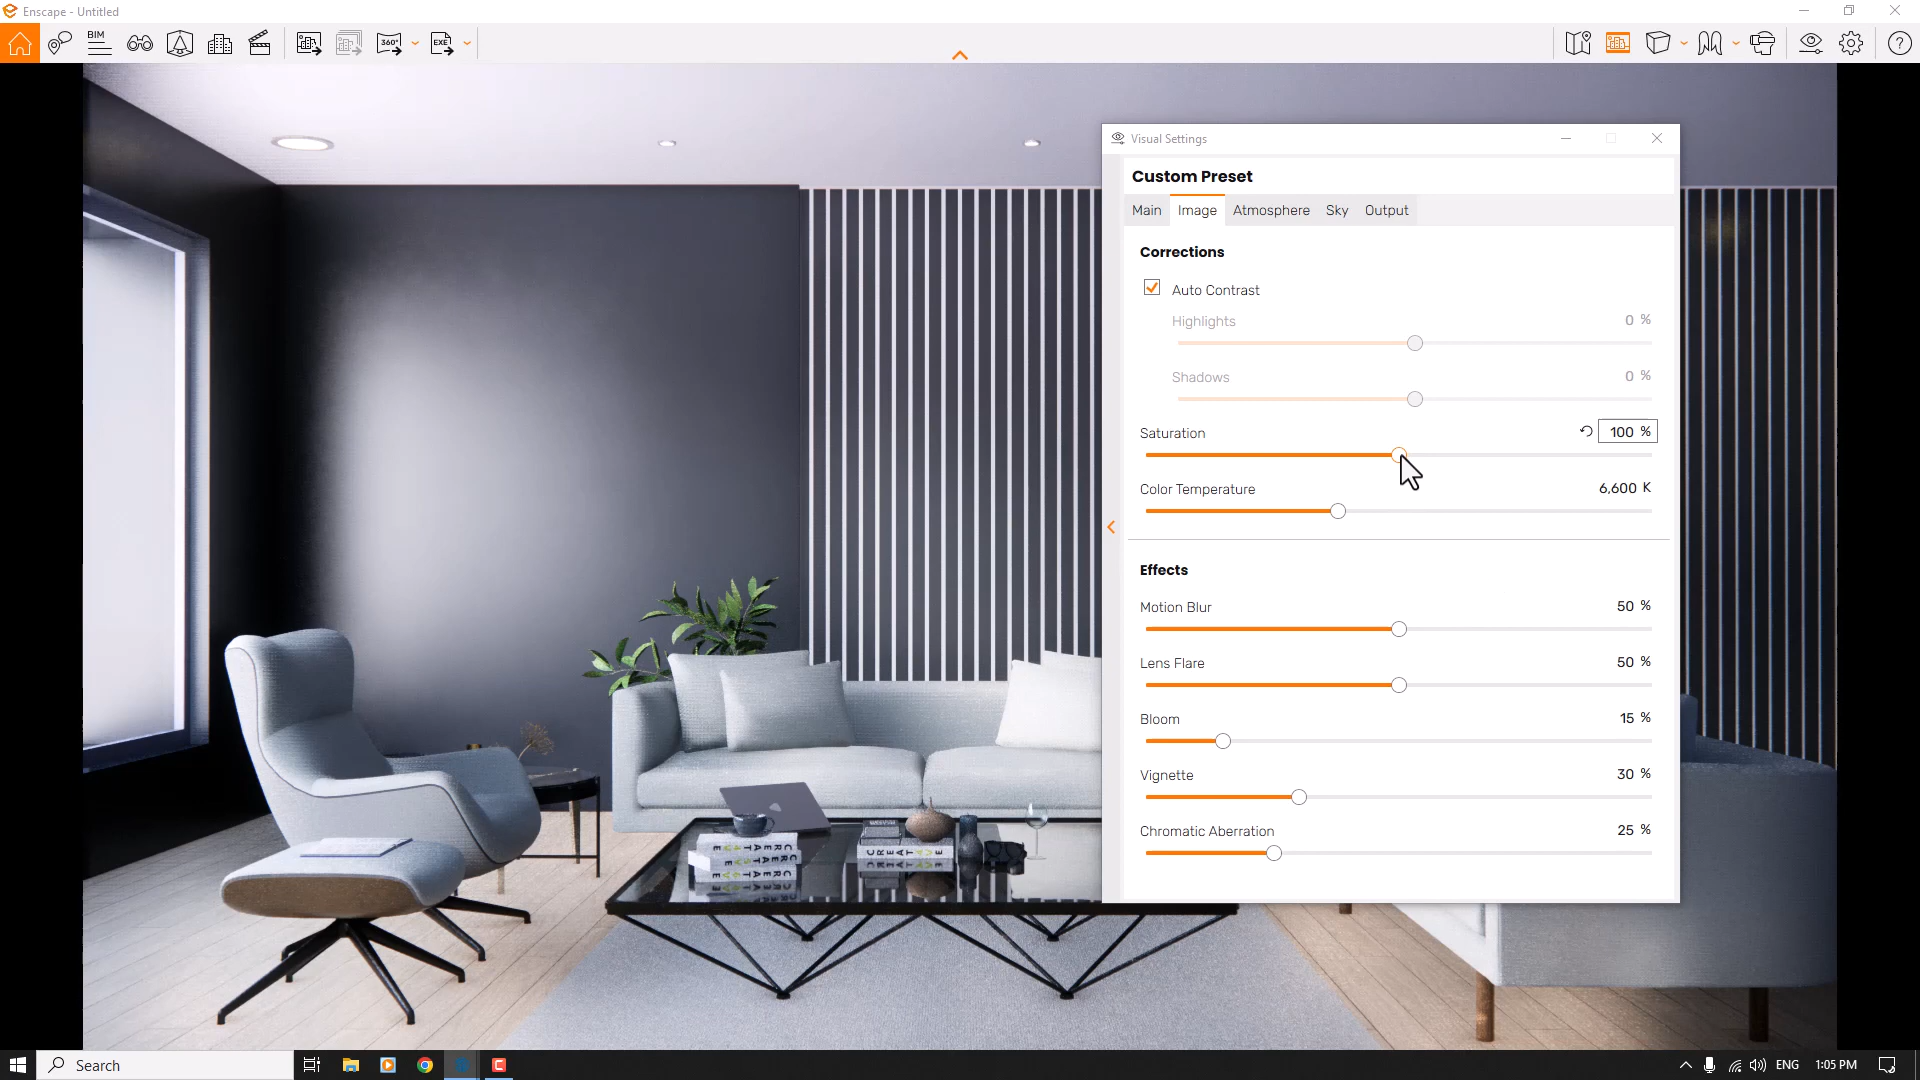 Enscape - Untitled
BIM
360°
EXE
Visual Settings
Custom Preset
Main Image Atmosphere Sky Output
Corrections
Auto Contrast
Highlights 0 %
Shadows 0 %
Saturation 100 %
Color Temperature 6,600 K
Effects
Motion Blur 50 %
Lens Flare 50 %
Bloom 15 %
Vignette 30 %
Chromatic Aberration 25 %
Search
ENG
1:05 PM